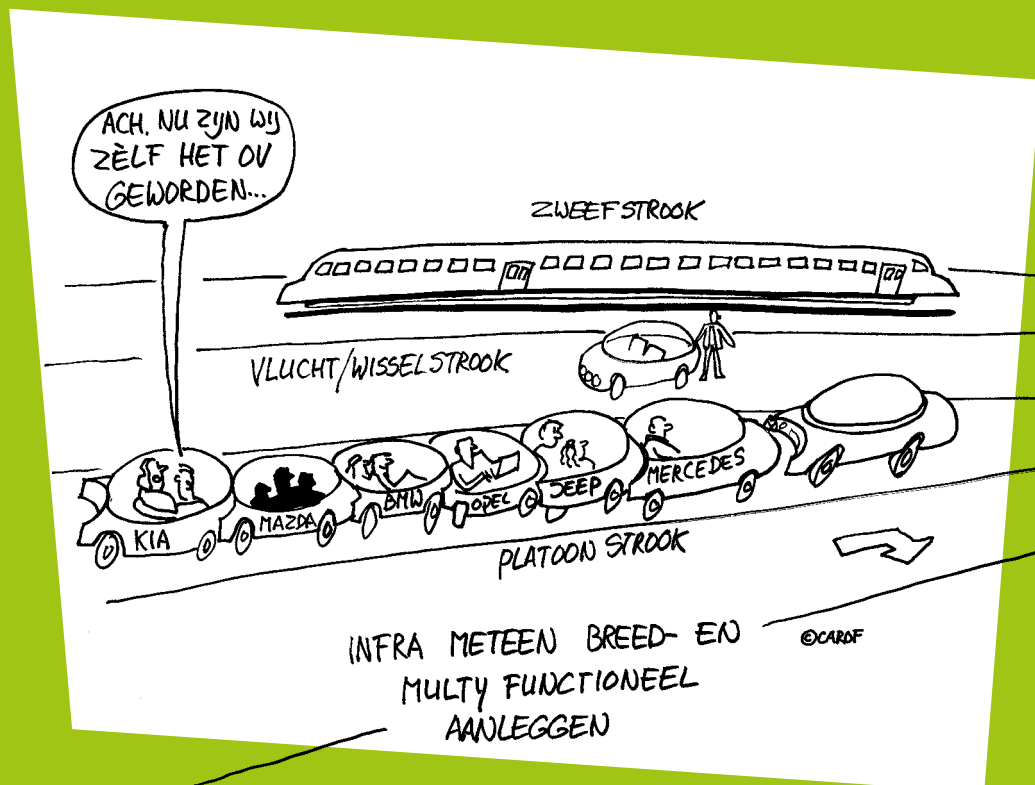 ACH, NU ZIJN WIJ
ZÈLF HET OV
GEWORDEN...
ZWEEFSTROOK
VLUCHT/WISSELSTROOK
KIA
MAZDA
BMW
OPEL
JEEP
MERCEDES
PLATOON STROOK
INFRA METEEN BREED- EN
MULTY FUNCTIONEEL
AANLEGGEN
©CAROF